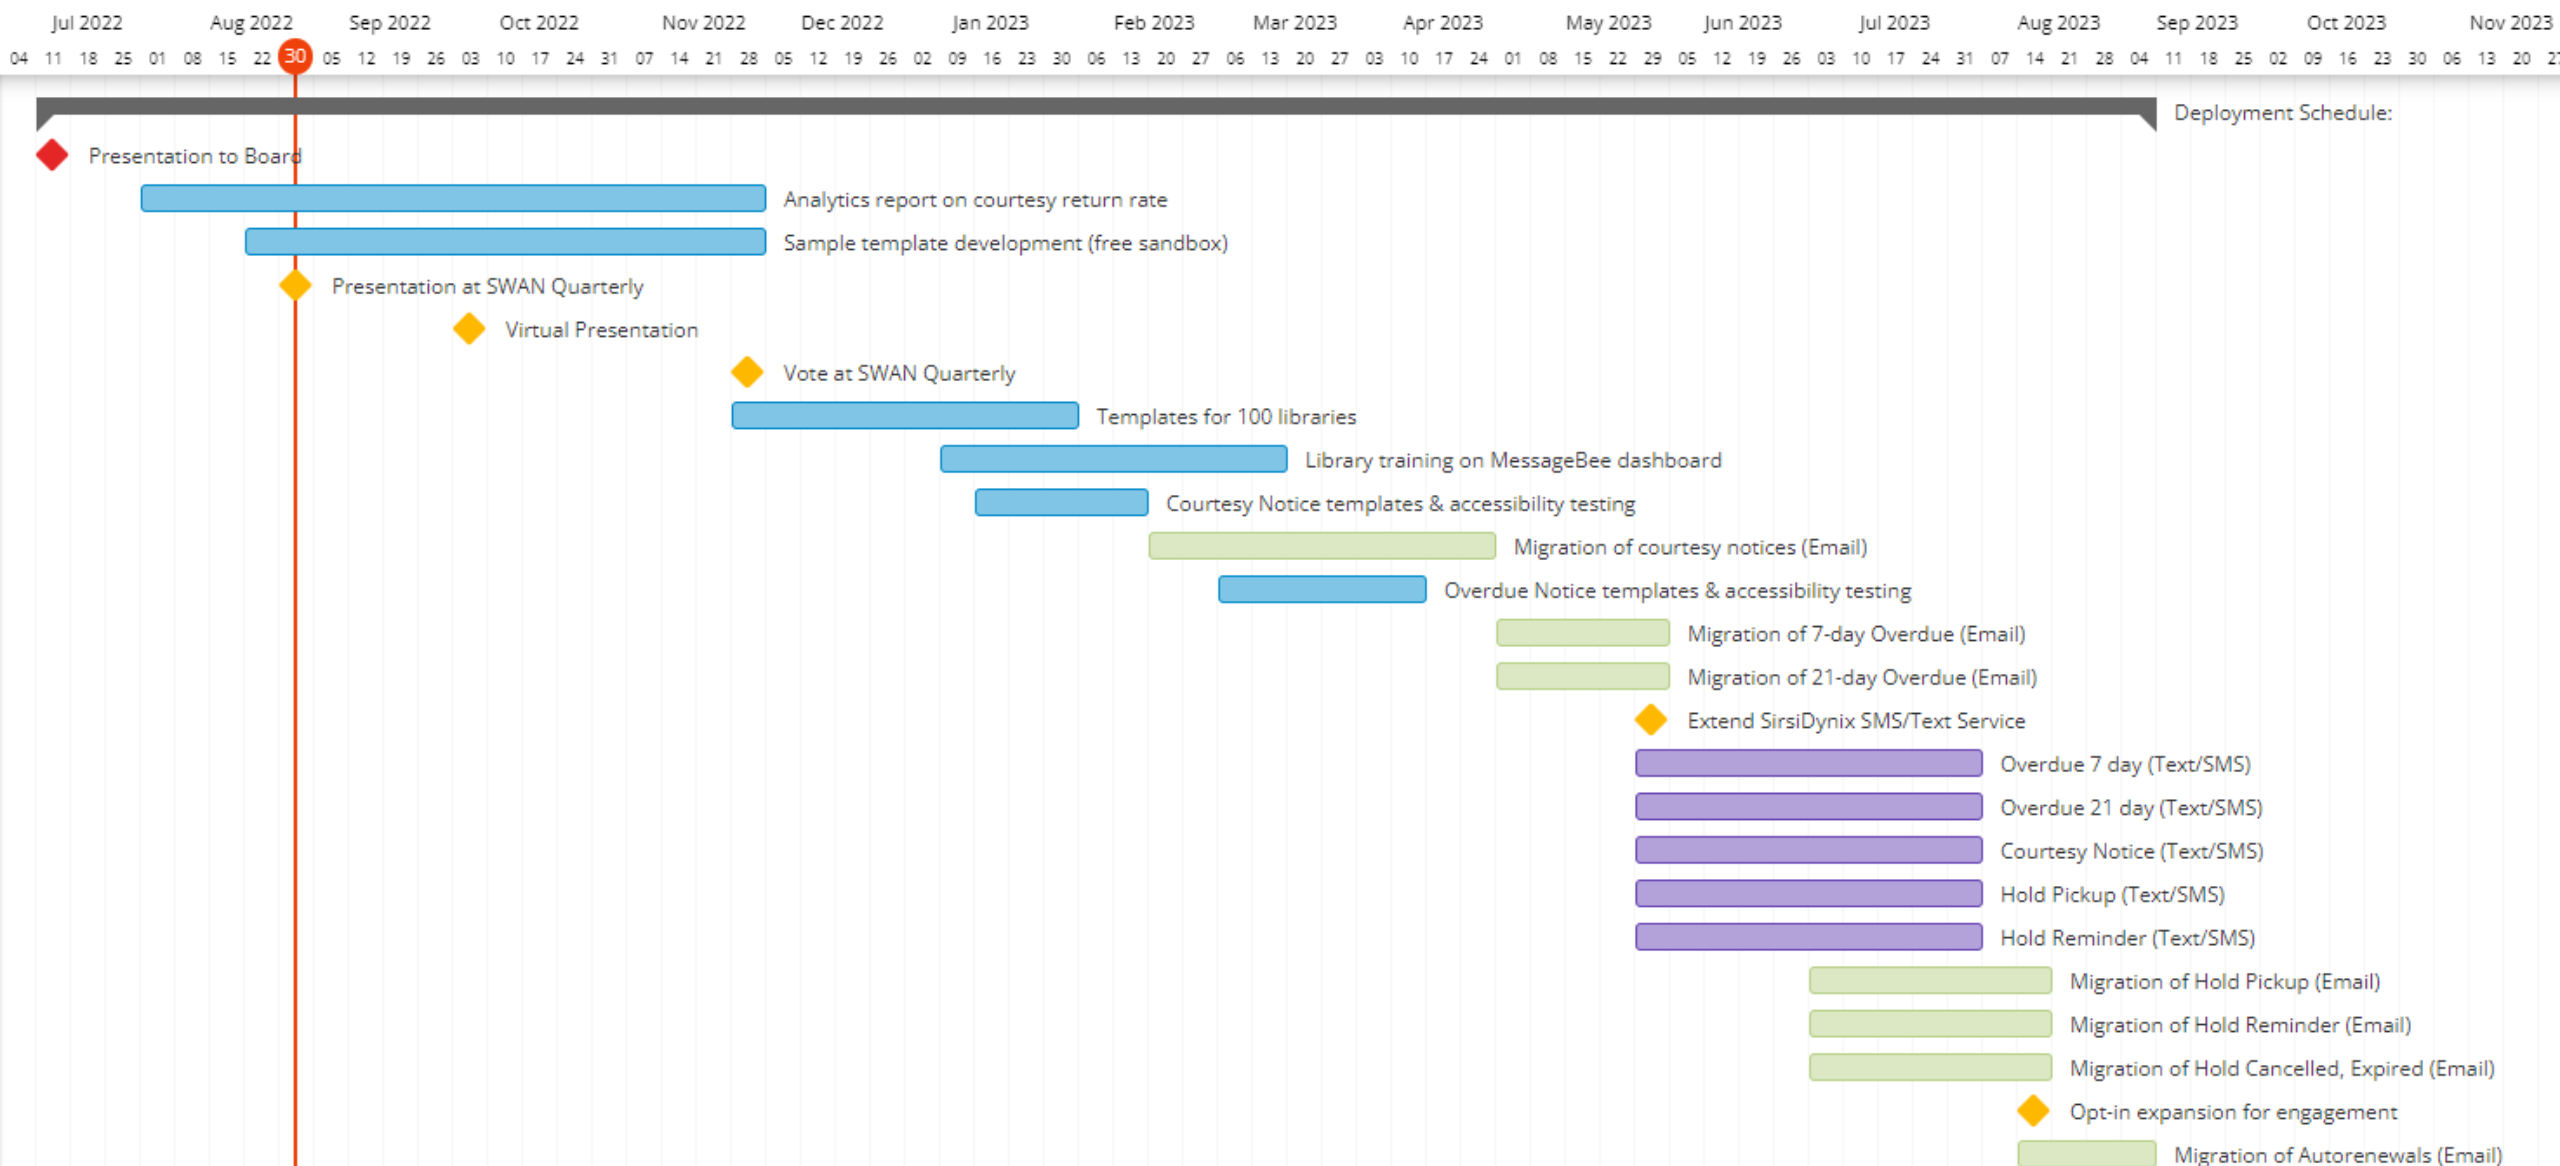 Jul 2022 Aug 2022 Sep 2022 Oct 2022 Nov 2022 Dec 2022 Jan 2023 Feb 2023 Mar 2023 Apr 2023 May 2023 Jun 2023 Jul 2023 Aug 2023 Sep 2023 Oct 2023 Nov 2023
04 11 18 25 01 08 15 22 30 05 12 19 26 03 10 17 24 31 07 14 21 28 05 12 19 26 02 09 16 23 30 06 13 20 27 06 13 20 27 03 10 17 24 01 08 15 22 29 05 12 19 26 03 10 17 24 31 07 14 21 28 04 11 18 25 02 09 16 23 30 06 13 20
Deployment Schedule:
Presentation to Board
Analytics report on courtesy return rate
Sample template development (free sandbox)
Presentation at SWAN Quarterly
Virtual Presentation
Vote at SWAN Quarterly
Templates for 100 libraries
Library training on MessageBee dashboard
Courtesy Notice templates & accessibility testing
Migration of courtesy notices (Email)
Overdue Notice templates & accessibility testing
Migration of 7-day Overdue (Email)
Migration of 21-day Overdue (Email)
Extend SirsiDynix SMS/Text Service
Overdue 7 day (Text/SMS)
Overdue 21 day (Text/SMS)
Courtesy Notice (Text/SMS)
Hold Pickup (Text/SMS)
Hold Reminder (Text/SMS)
Migration of Hold Pickup (Email)
Migration of Hold Reminder (Email)
Migration of Hold Cancelled, Expired (Email)
Opt-in expansion for engagement
Migration of Autorenewals (Email)